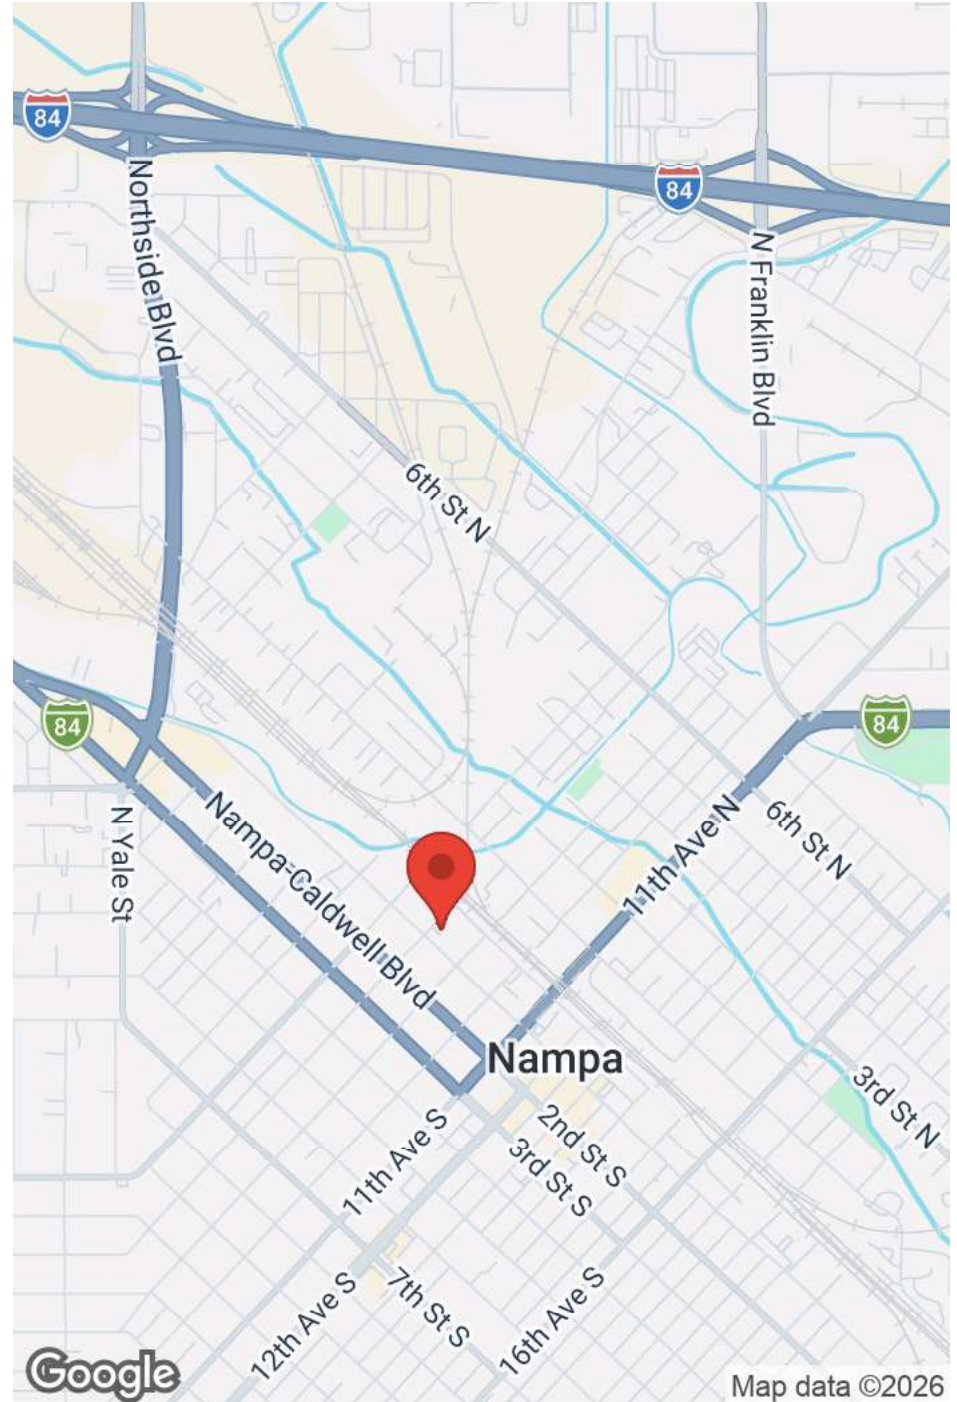 84
84
Northside Blvd
N Franklin Blvd
6th St N
84
84
N Yale St
Nampa-Caldwell Blvd
11th Ave N
6th St N
Nampa
3rd St N
2nd St S
3rd St S
11th Ave S
12th Ave S
7th St S
16th Ave S
Google
Map data ©2026